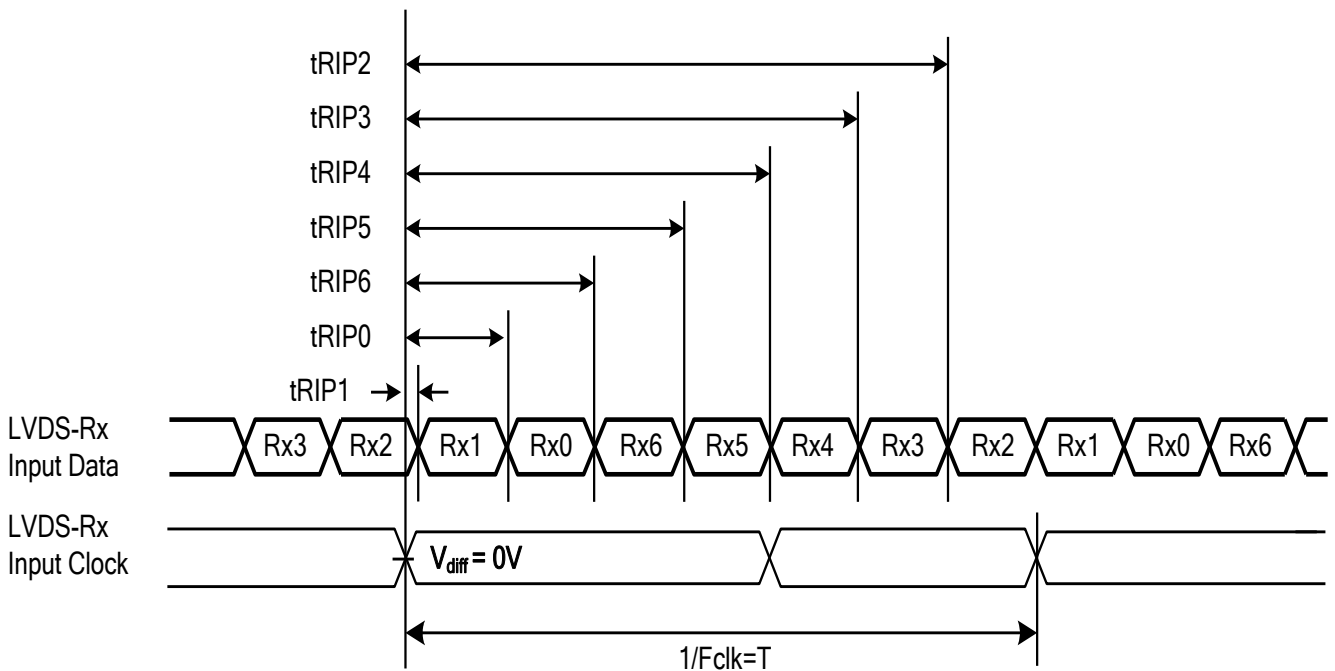 tRIP2
tRIP3
tRIP4
tRIP5
tRIP6
tRIP0
tRIP1
LVDS-Rx
Input Data
Rx3 Rx2 Rx1 Rx0 Rx6 Rx5 Rx4 Rx3 Rx2 Rx1 Rx0 Rx6
LVDS-Rx
Input Clock
Vdiff = 0V
1/Fclk=T